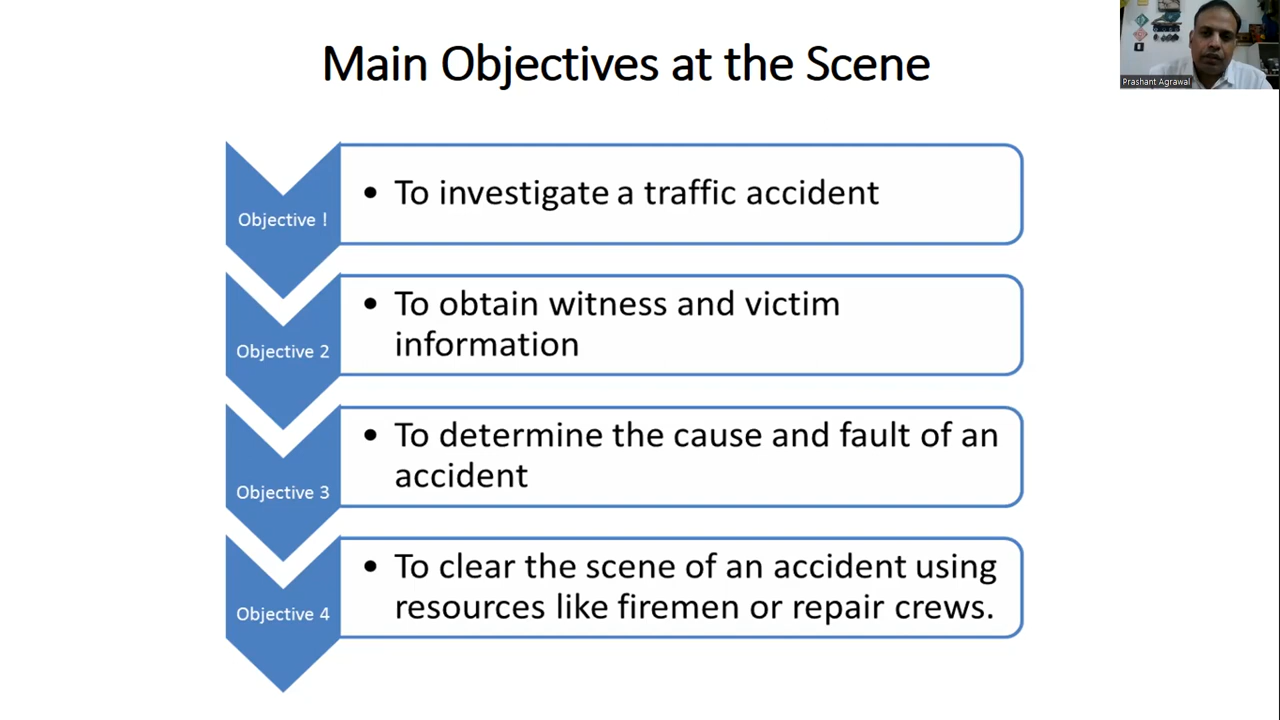 Main Objectives at the Scene
Prashant Agrawal
Objective !
• To investigate a traffic accident
Objective 2
• To obtain witness and victim
information
Objective 3
• To determine the cause and fault of an
accident
Objective 4
• To clear the scene of an accident using
resources like firemen or repair crews.